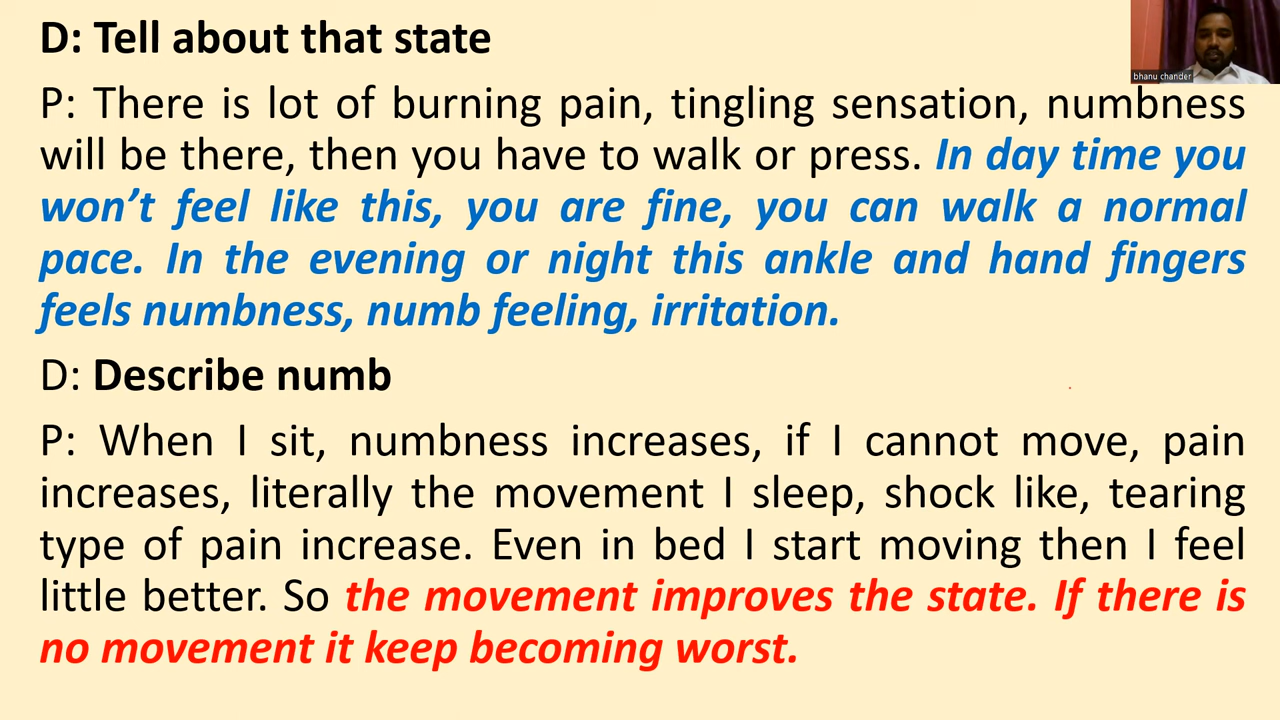 D: Tell about that state
bhanu chander
P: There is lot of burning pain, tingling sensation, numbness
will be there, then you have to walk or press. In day time you
won’t feel like this, you are fine, you can walk a normal
pace. In the evening or night this ankle and hand fingers
feels numbness, numb feeling, irritation.
D: Describe numb
P: When I sit, numbness increases, if I cannot move, pain
increases, literally the movement I sleep, shock like, tearing
type of pain increase. Even in bed I start moving then I feel
little better. So the movement improves the state. If there is
no movement it keep becoming worst.